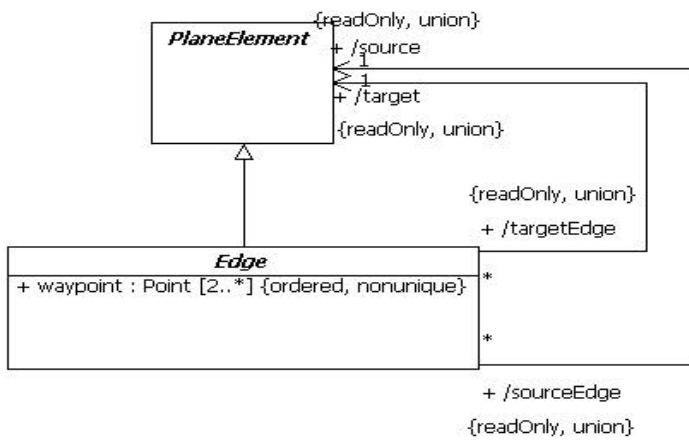 {readOnly, union}
PlaneElement
+ /source
1
1
+ /target
{readOnly, union}
{readOnly, union}
+ /targetEdge
Edge
+ waypoint : Point [2..*] {ordered, nonunique}
*
*
+ /sourceEdge
{readOnly, union}